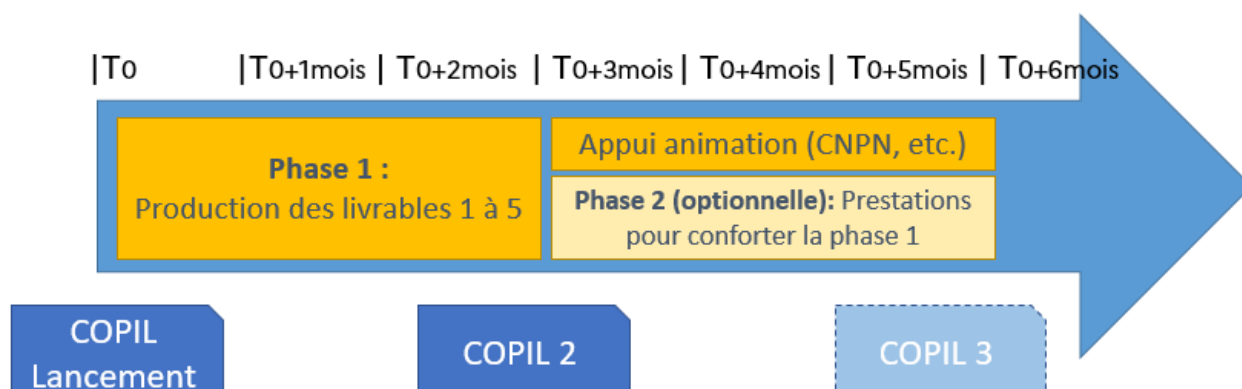 |T0 |T0+1mois | T0+2mois | T0+3mois | T0+4mois | T0+5mois | T0+6mois
Phase 1 :
Production des livrables 1 à 5
Appui animation (CNPN, etc.)
Phase 2 (optionnelle): Prestations
pour conforter la phase 1
COPIL
Lancement
COPIL 2
COPIL 3